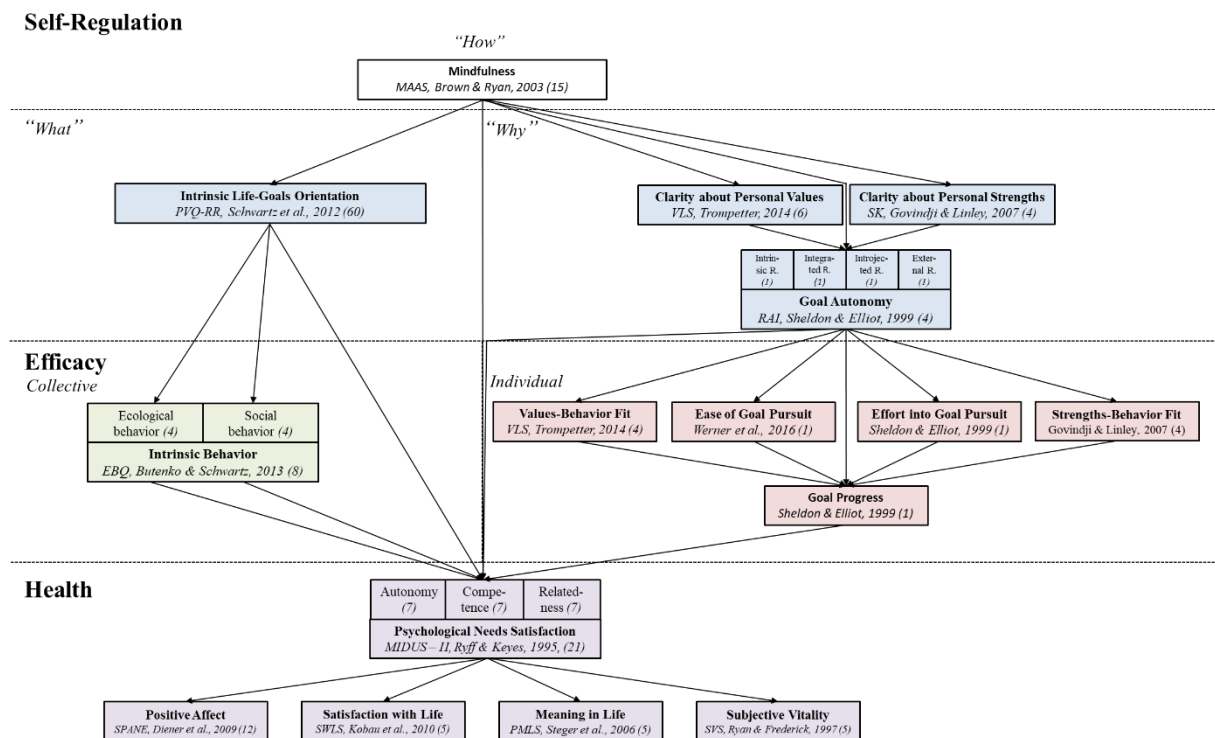 Self-Regulation
“How”
Mindfulness
MAAS, Brown & Ryan, 2003 (15)
“What”
“Why”
Intrinsic Life-Goals Orientation
PVQ-RR, Schwartz et al., 2012 (60)
Clarity about Personal Values
VLS, Trompetter, 2014 (6)
Clarity about Personal Strengths
SK, Govindji & Linley, 2007 (4)
Intrin-
sic R.
(1)
Integra-
ted R.
(1)
Introjected
R.
(1)
Exter-
nal R.
(1)
Goal Autonomy
RAI, Sheldon & Elliot, 1999 (4)
Efficacy
Collective
Individual
Ecological
behavior (4)
Social
behavior (4)
Intrinsic Behavior
EBQ, Butenko & Schwartz, 2013 (8)
Values-Behavior Fit
VLS, Trompetter, 2014 (4)
Ease of Goal Pursuit
Werner et al., 2016 (1)
Effort into Goal Pursuit
Sheldon & Elliot, 1999 (1)
Strengths-Behavior Fit
Govindji & Linley, 2007 (4)
Goal Progress
Sheldon & Elliot, 1999 (1)
Health
Autonomy
(7)
Compe-
tence (7)
Related-
ness (7)
Psychological Needs Satisfaction
MIDUS – II, Ryff & Keyes, 1995, (21)
Positive Affect
SPANE, Diener et al., 2009 (12)
Satisfaction with Life
SWLS, Kobau et al., 2010 (5)
Meaning in Life
PMLS, Steger et al., 2006 (5)
Subjective Vitality
SVS, Ryan & Frederick, 1997 (5)